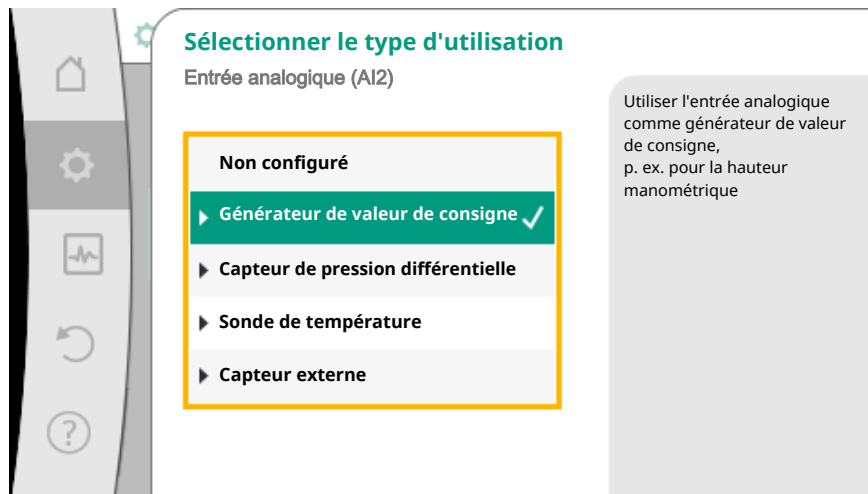 Sélectionner le type d'utilisation
Entrée analogique (AI2)
Non configuré
Générateur de valeur de consigne
Capteur de pression différentielle
Sonde de température
Capteur externe
Utiliser l'entrée analogique
comme générateur de valeur
de consigne,
p. ex. pour la hauteur
manométrique
?